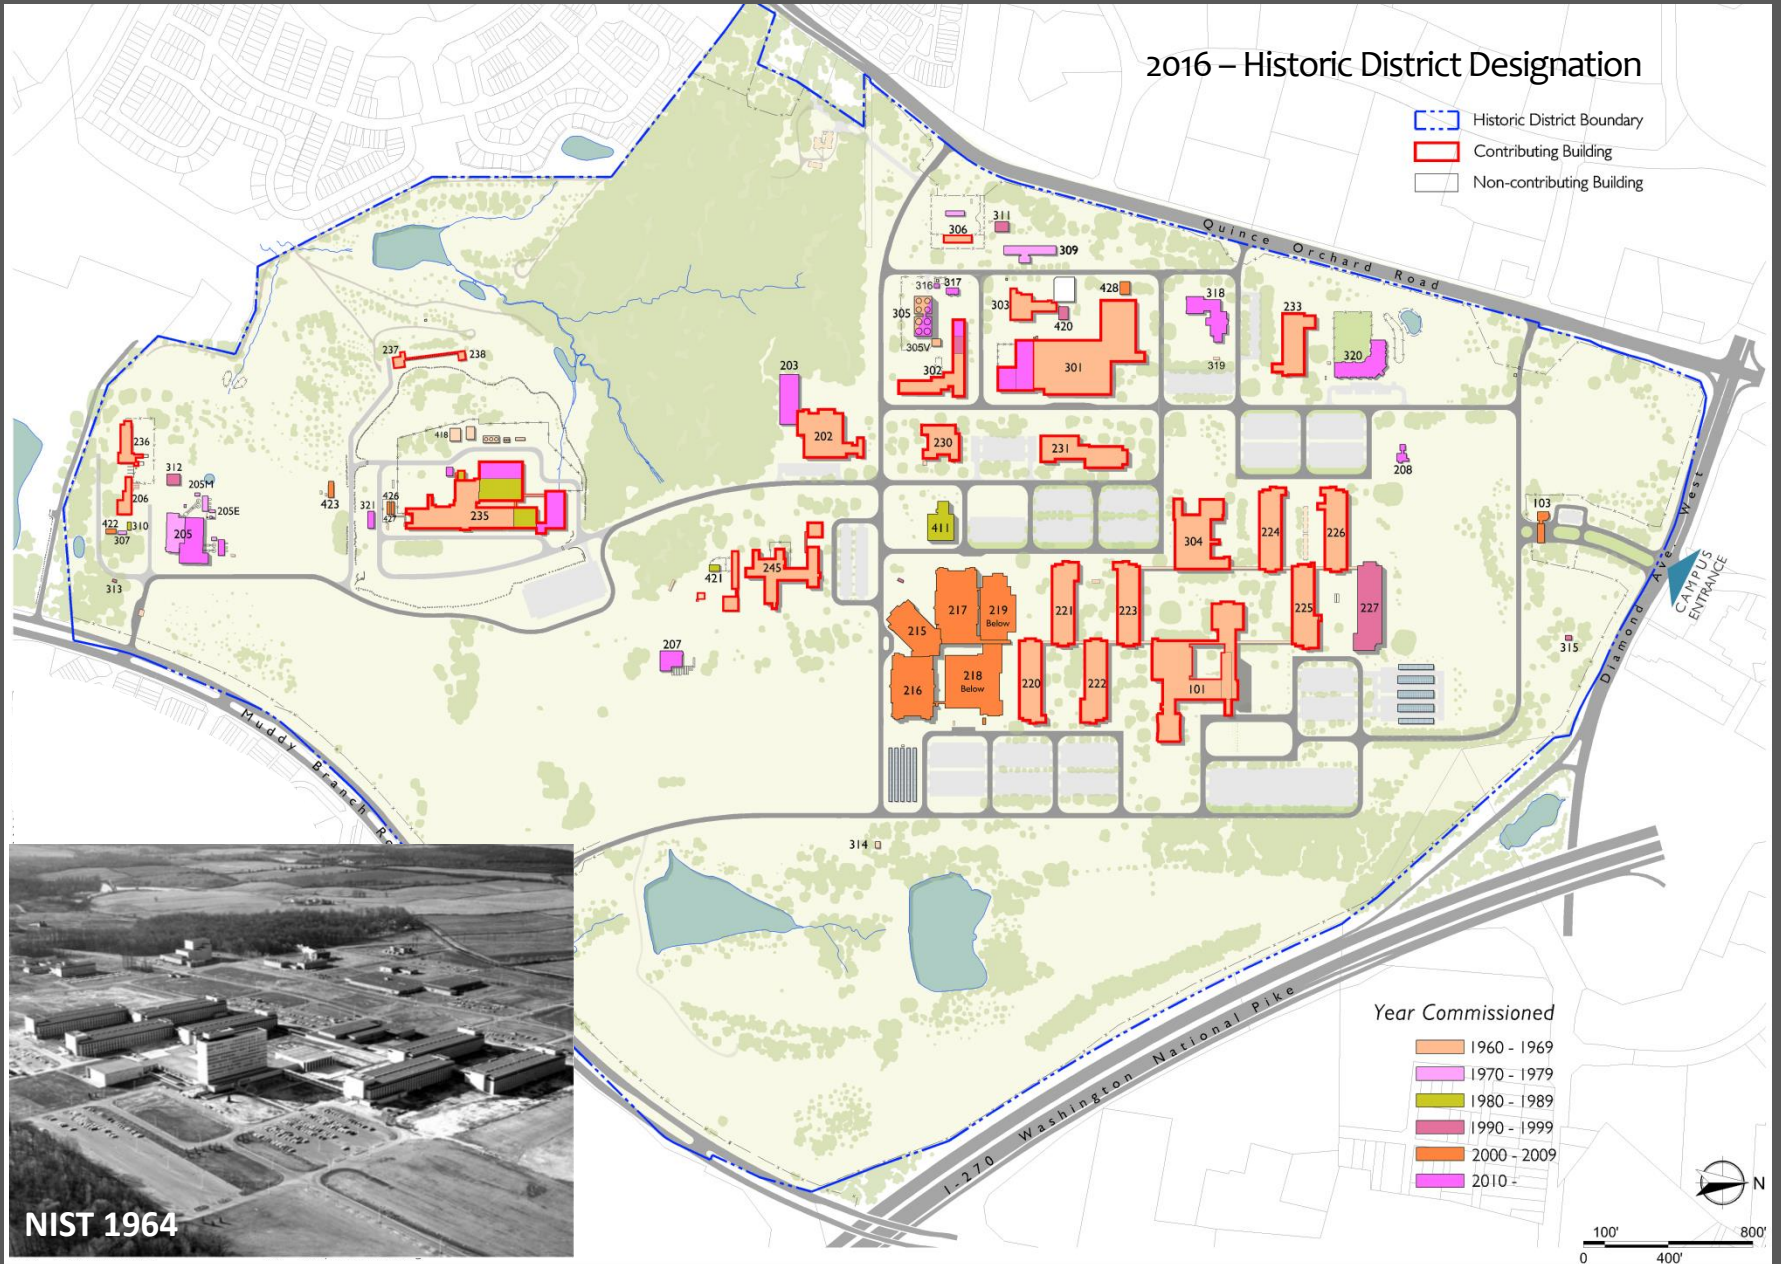 2016 – Historic District Designation
Historic District Boundary
Contributing Building
Non-contributing Building
Quince Orchard Road
311
306
309
316
317
318
428
303
233
305
420
305V
320
319
237
238
203
302
301
202
230
231
208
236
418
312
205M
206
205E
426
427
423
321
235
411
103
422
310
307
205
304
224
226
Diamond Ave West
CAMPUS
ENTRANCE
421
245
313
217
219
Below
221
223
225
227
215
315
207
216
218
Below
220
222
101
Muddy Branch Ro
314
I-270 Washington National Pike
Year Commissioned
1960 - 1969
1970 - 1979
1980 - 1989
1990 - 1999
2000 - 2009
2010 -
N
100'
800'
0
400'
NIST 1964